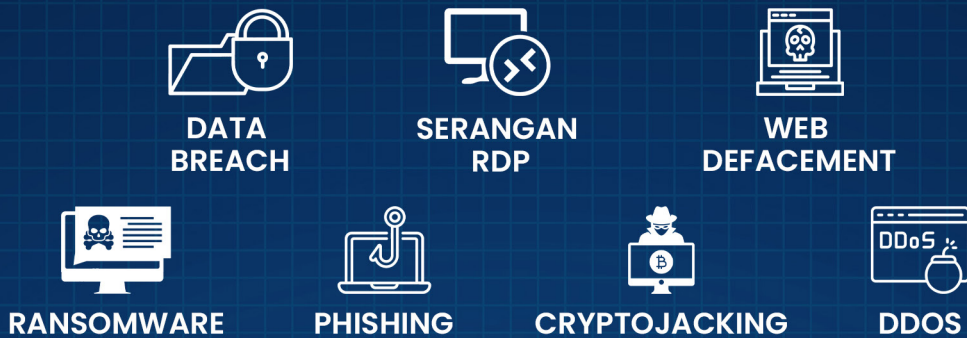 DATA
BREACH
SERANGAN
RDP
WEB
DEFACEMENT
DDoS
RANSOMWARE
PHISHING
CRYPTOJACKING
DDOS